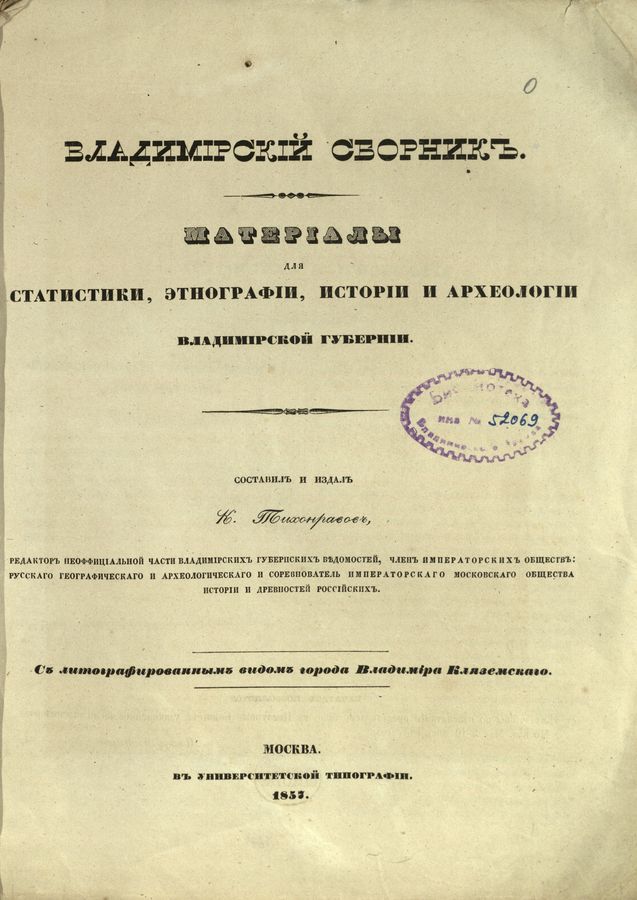 0
ВЛАДИМІРСКІЙ СБОРНИКЪ.
МАТЕРІАЛЫ
ДЛЯ
СТАТИСТИКИ, ЭТНОГРАФІИ, ИСТОРІИ И АРХЕОЛОГІИ
ВЛАДИМІРСКОЙ ГУБЕРНІИ.
Библіотека
инв № 52069
СОСТАВИЛЪ И ИЗДАЛЪ
К. Тихонравовъ,
РЕДАКТОРЪ НЕОФФИЦІАЛЬНОЙ ЧАСТИ ВЛАДИМІРСКИХЪ ГУБЕРНСКИХЪ ВѢДОМОСТЕЙ, ЧЛЕНЪ ИМПЕРАТОРСКИХЪ ОБЩЕСТВЪ:
РУССКАГО ГЕОГРАФИЧЕСКАГО И АРХЕОЛОГИЧЕСКАГО И СОРЕВНОВАТЕЛЬ ИМПЕРАТОРСКАГО МОСКОВСКАГО ОБЩЕСТВА
ИСТОРІИ И ДРЕВНОСТЕЙ РОССІЙСКИХЪ.
Съ литографированнымъ видомъ города Владиміра Кляземскаго.
МОСКВА.
ВЪ УНИВЕРСИТЕТСКОЙ ТИПОГРАФІИ.
1857.